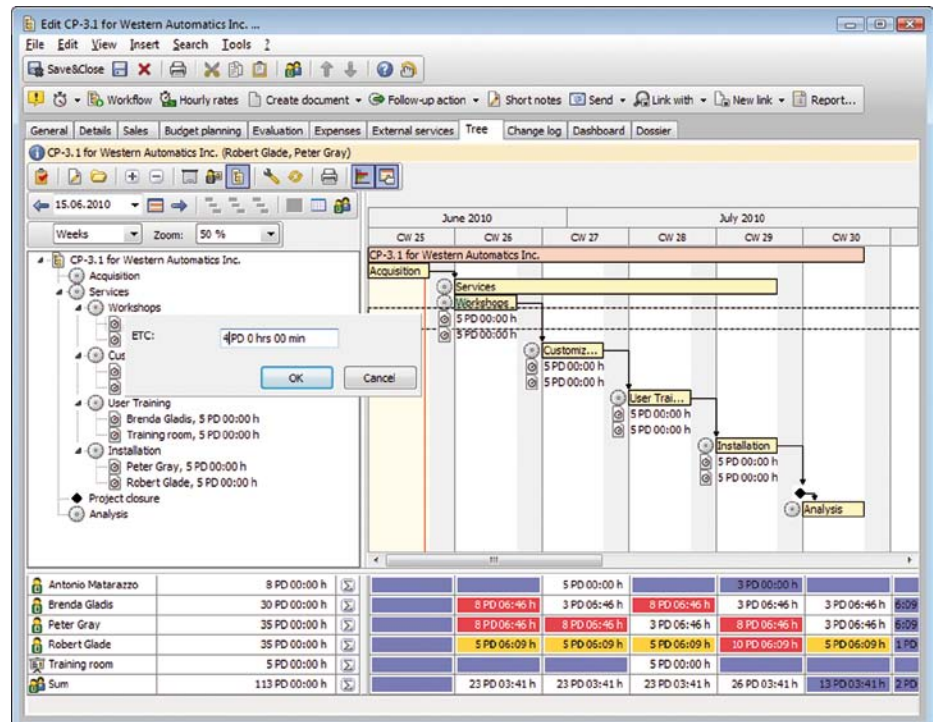 Edit CP-3.1 for Western Automatics Inc. ...
File Edit View Insert Search Tools ?
Save&Close
Workflow Hourly rates Create document Follow-up action Short notes Send Link with New link Report...
General Details Sales Budget planning Evaluation Expenses External services Tree Change log Dashboard Dossier
CP-3.1 for Western Automatics Inc. (Robert Glade, Peter Gray)
15.06.2010
June 2010 July 2010
Weeks Zoom: 50 %
CW 25 CW 26 CW 27 CW 28 CW 29 CW 30
CP-3.1 for Western Automatics Inc.
Acquisition
Services
Workshops
ETC: 4PD 0 hrs 00 min
OK Cancel
Cus
User Training
Brenda Gladis, 5 PD 00:00 h
Training room, 5 PD 00:00 h
Installation
Peter Gray, 5 PD 00:00 h
Robert Glade, 5 PD 00:00 h
Project closure
Analysis
CP-3.1 for Western Automatics Inc.
Acquisition
Services
Workshops
5 PD 00:00 h
5 PD 00:00 h
Customiz...
5 PD 00:00 h
5 PD 00:00 h
User Trai...
5 PD 00:00 h
5 PD 00:00 h
Installation
5 PD 00:00 h
5 PD 00:00 h
Analysis
Antonio Matarazzo 8 PD 00:00 h Σ 5 PD 00:00 h 3 PD 00:00 h
Brenda Gladis 30 PD 00:00 h Σ 8 PD 06:46 h 3 PD 06:46 h 8 PD 06:46 h 3 PD 06:46 h 3 PD 06:46 h 6:09
Peter Gray 35 PD 00:00 h Σ 8 PD 06:46 h 8 PD 06:46 h 3 PD 06:46 h 8 PD 06:46 h 3 PD 06:46 h 6:09
Robert Glade 35 PD 00:00 h Σ 5 PD 06:09 h 5 PD 06:09 h 5 PD 06:09 h 10 PD 06:09 h 5 PD 06:09 h 1 PD
Training room 5 PD 00:00 h Σ 5 PD 00:00 h
Sum 113 PD 00:00 h Σ 23 PD 03:41 h 23 PD 03:41 h 23 PD 03:41 h 26 PD 03:41 h 13 PD 03:41 h 2 PD